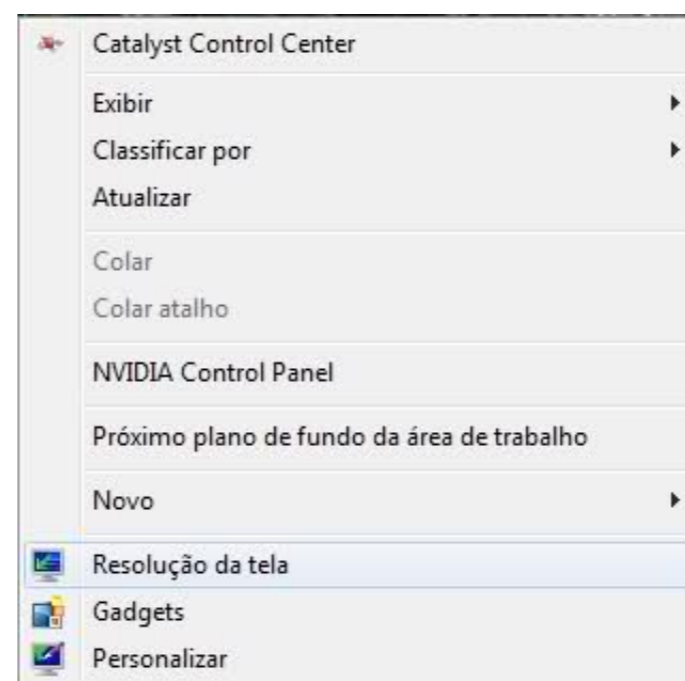 Catalyst Control Center
Exibir
Classificar por
Atualizar
Colar
Colar atalho
NVIDIA Control Panel
Próximo plano de fundo da área de trabalho
Novo
Resolução da tela
Gadgets
Personalizar